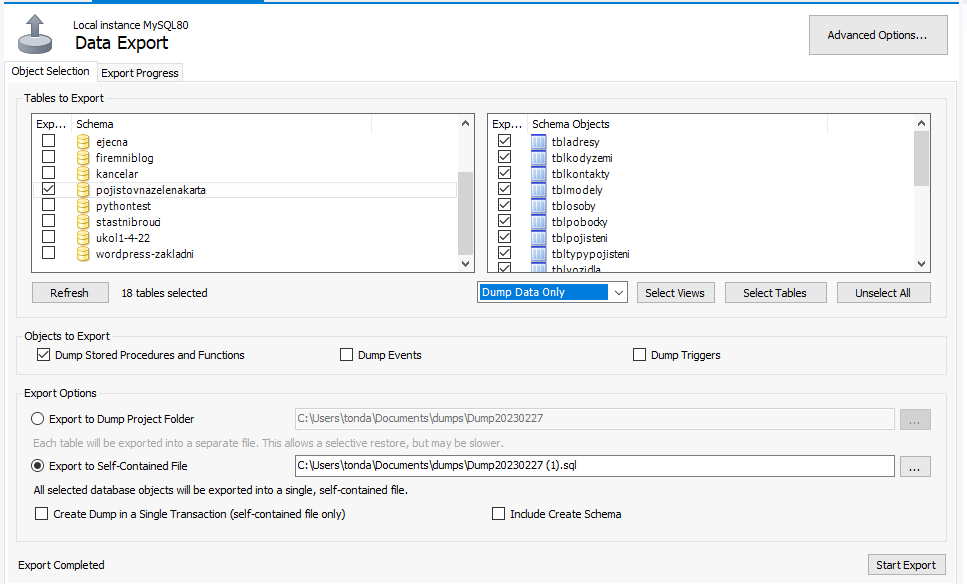 Local instance MySQL80
Data Export
Advanced Options...
Object Selection
Export Progress
Tables to Export
Exp... Schema
ejecna
firemniblog
kancelar
pojistovnazelenakarta
pythontest
stastnibrouci
ukol1-4-22
wordpress-zakladni
Exp... Schema Objects
tbladresy
tblkodyzemi
tblkontakty
tblmodely
tblosoby
tblpobocky
tblpojisteni
tbltypypojisteni
tblvozidla
Refresh
18 tables selected
Dump Data Only
Select Views
Select Tables
Unselect All
Objects to Export
Dump Stored Procedures and Functions
Dump Events
Dump Triggers
Export Options
Export to Dump Project Folder
C:\Users\tonda\Documents\dumps\Dump20230227
...
Each table will be exported into a separate file. This allows a selective restore, but may be slower.
Export to Self-Contained File
C:\Users\tonda\Documents\dumps\Dump20230227 (1).sql
...
All selected database objects will be exported into a single, self-contained file.
Create Dump in a Single Transaction (self-contained file only)
Include Create Schema
Export Completed
Start Export